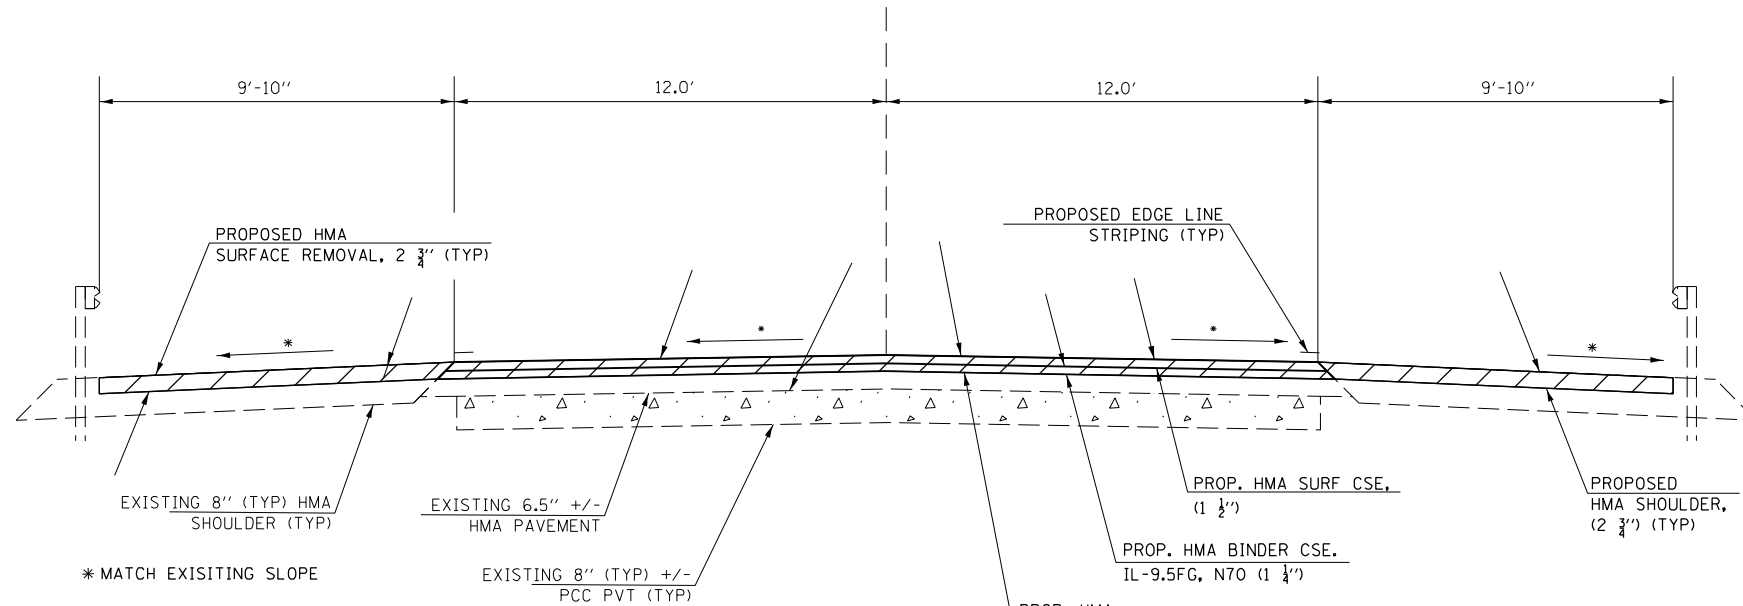 9'-10"
12.0'
12.0'
9'-10"
PROPOSED HMA
SURFACE REMOVAL, 2 3/4" (TYP)
PROPOSED EDGE LINE
STRIPING (TYP)
*
*
*
*
EXISTING 8" (TYP) HMA
SHOULDER (TYP)
EXISTING 6.5" +/-
HMA PAVEMENT
PROP. HMA SURF CSE,
(1 1/2")
PROPOSED
HMA SHOULDER,
(2 3/4") (TYP)
PROP. HMA BINDER CSE.
IL-9.5FG, N70 (1 1/4")
* MATCH EXISITING SLOPE
EXISTING 8" (TYP) +/-
PCC PVT (TYP)
PROP. HMA